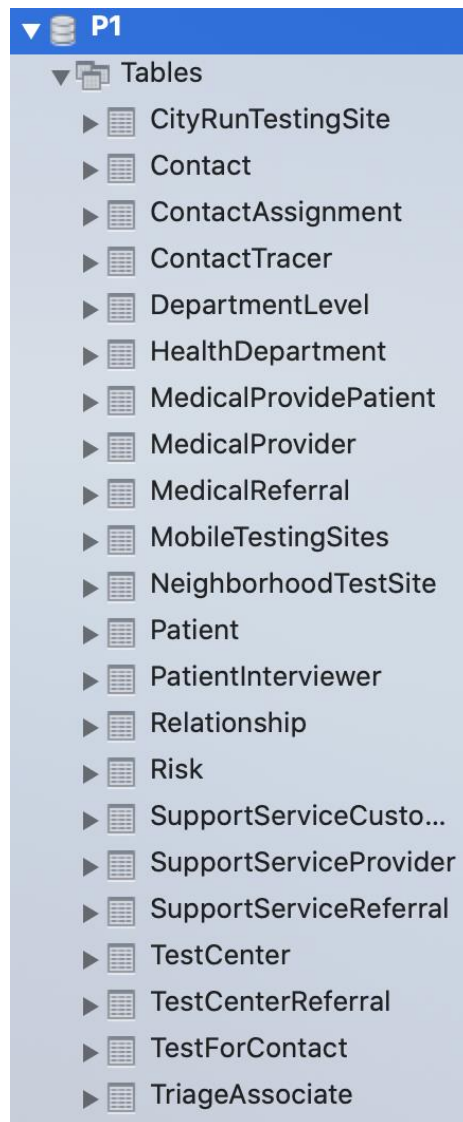 P1
Tables
CityRunTestingSite
Contact
ContactAssignment
ContactTracer
DepartmentLevel
HealthDepartment
MedicalProvidePatient
MedicalProvider
MedicalReferral
MobileTestingSites
NeighborhoodTestSite
Patient
PatientInterviewer
Relationship
Risk
SupportServiceCusto...
SupportServiceProvider
SupportServiceReferral
TestCenter
TestCenterReferral
TestForContact
TriageAssociate